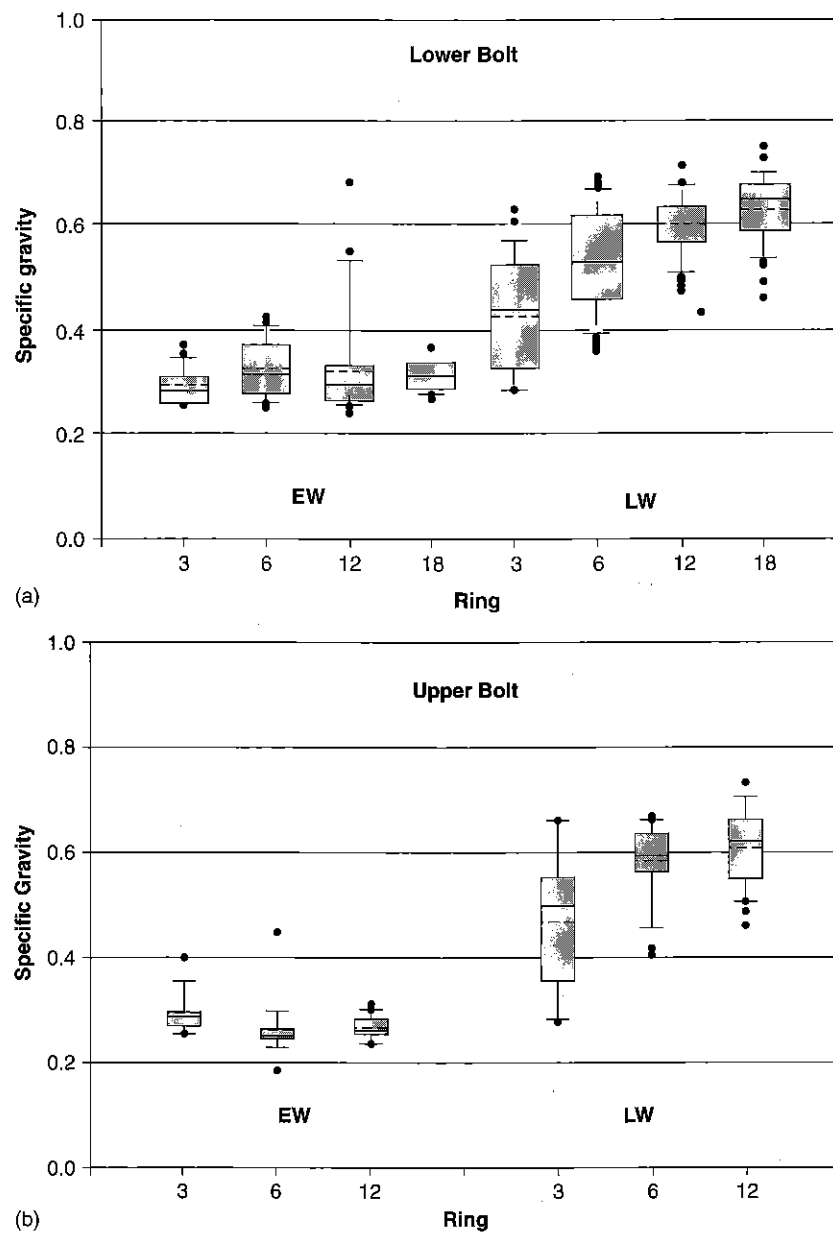 1.0
Lower Bolt
0.8
0.6
0.4
0.2
0.0
Specific gravity
EW
LW
3 6 12 18 3 6 12 18
(a)
Ring
1.0
Upper Bolt
0.8
0.6
0.4
0.2
0.0
Specific Gravity
EW
LW
3 6 12 3 6 12
(b)
Ring